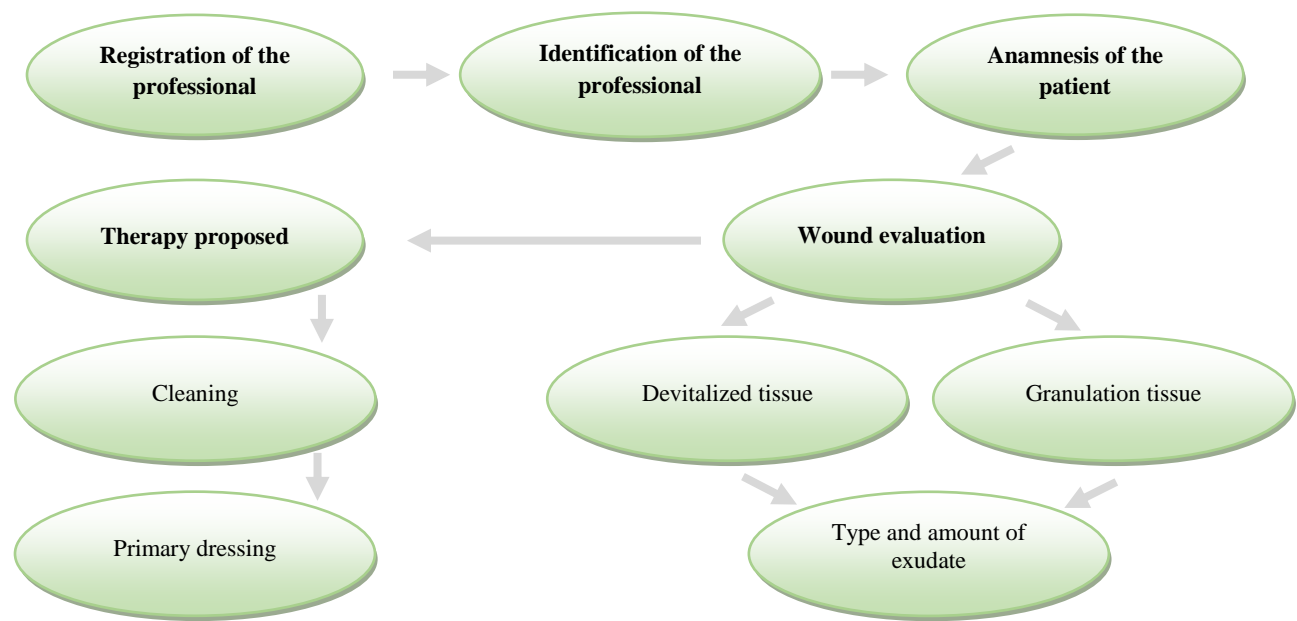 Registration of the
professional
Identification of the
professional
Anamnesis of the
patient
Therapy proposed
Wound evaluation
Cleaning
Devitalized tissue
Granulation tissue
Primary dressing
Type and amount of
exudate